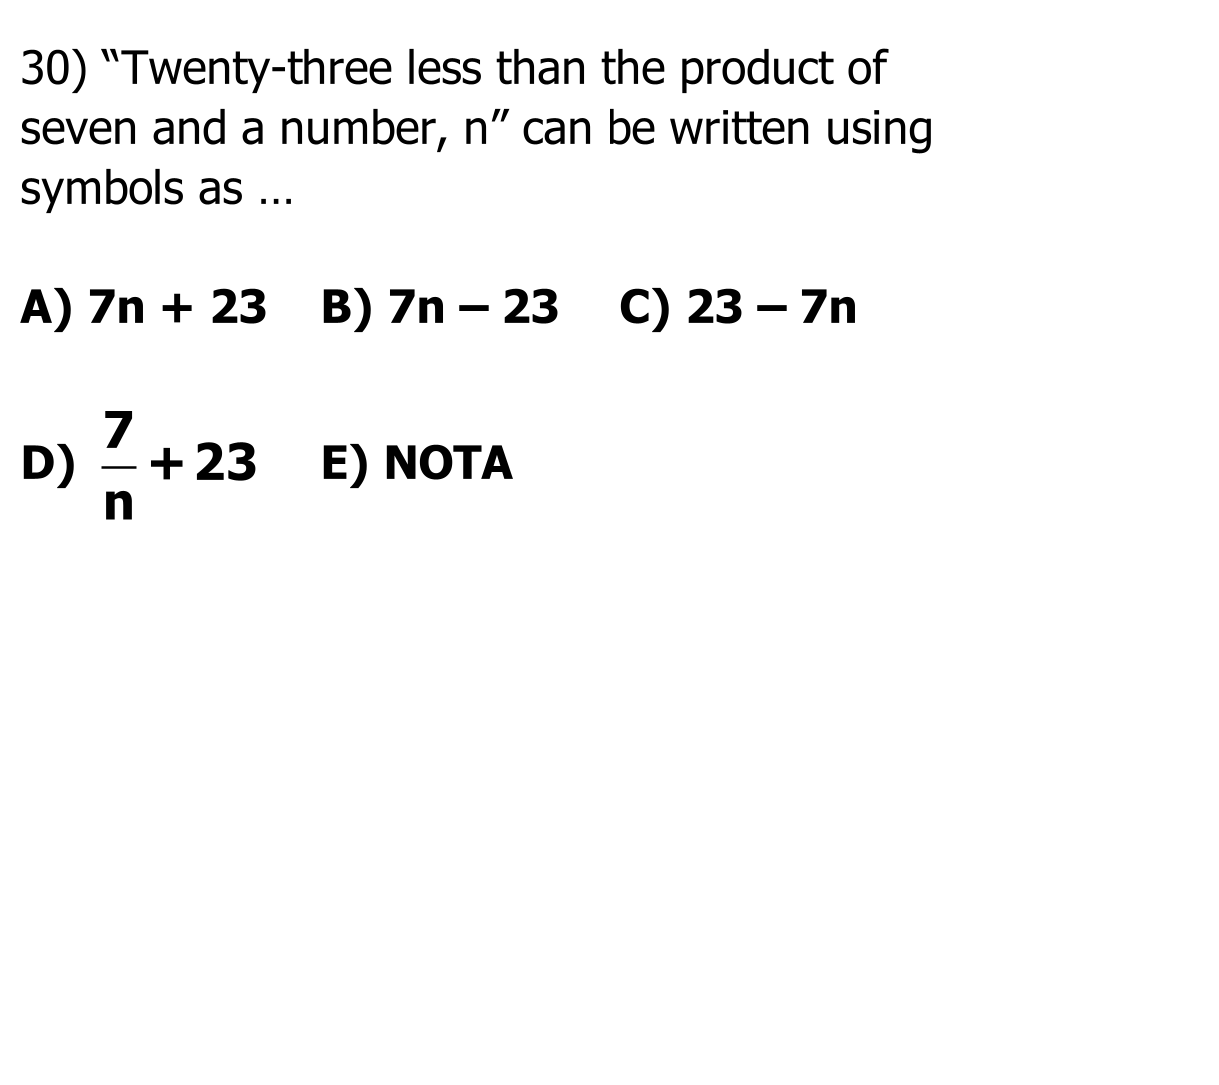 30) “Twenty-three less than the product of
seven and a number, n” can be written using
symbols as ...
A) 7n + 23 B) 7n – 23 C) 23 – 7n
D) 7/n + 23 E) NOTA